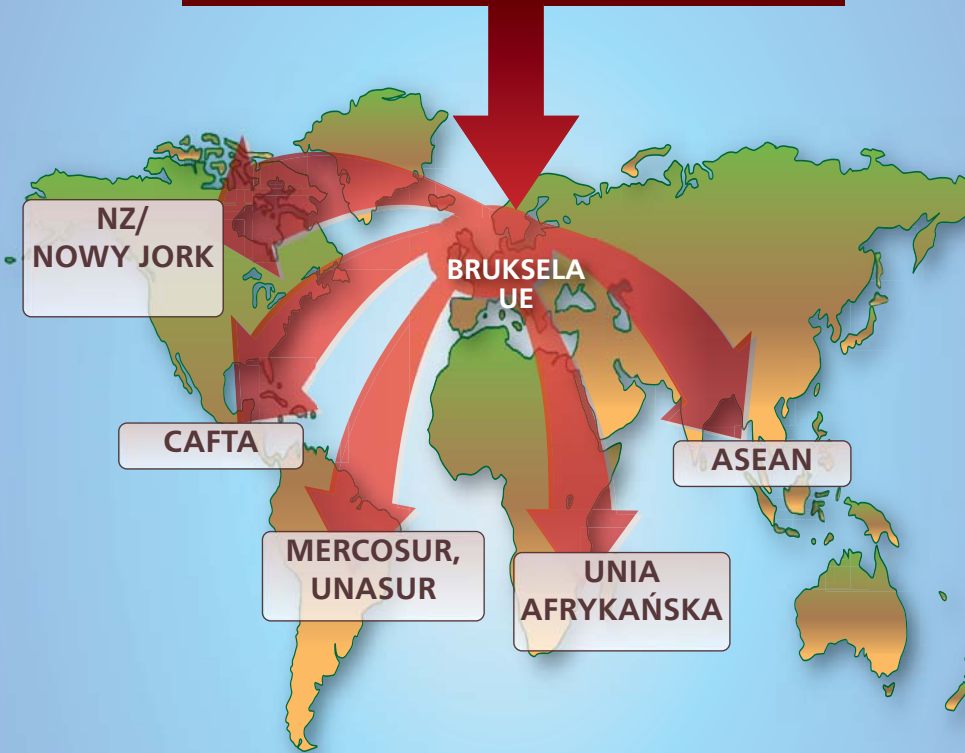 NZ/
NOWY JORK
BRUKSELA
UE
CAFTA
ASEAN
MERCOSUR,
UNASUR
UNIA
AFRYKAŃSKA